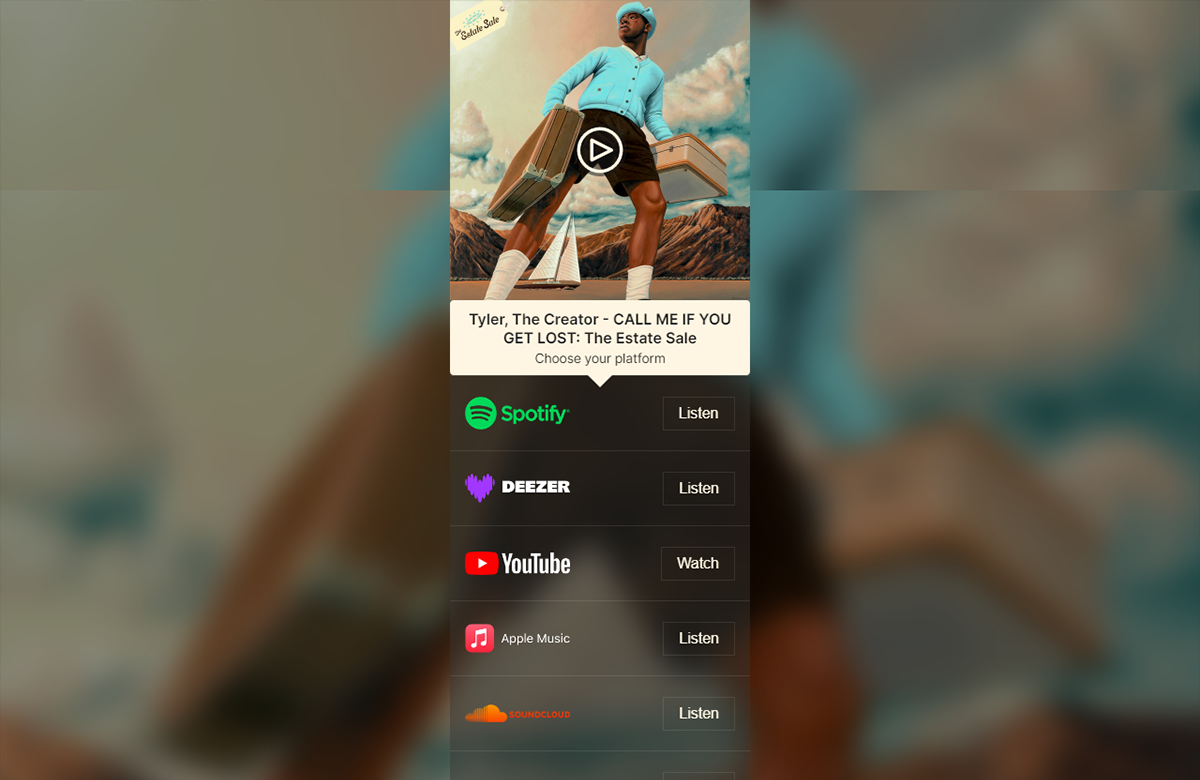 The Estate Sale
Tyler, The Creator - CALL ME IF YOU
GET LOST: The Estate Sale
Choose your platform
Spotify
Listen
DEEZER
Listen
YouTube
Watch
Apple Music
Listen
SOUNDCLOUD
Listen